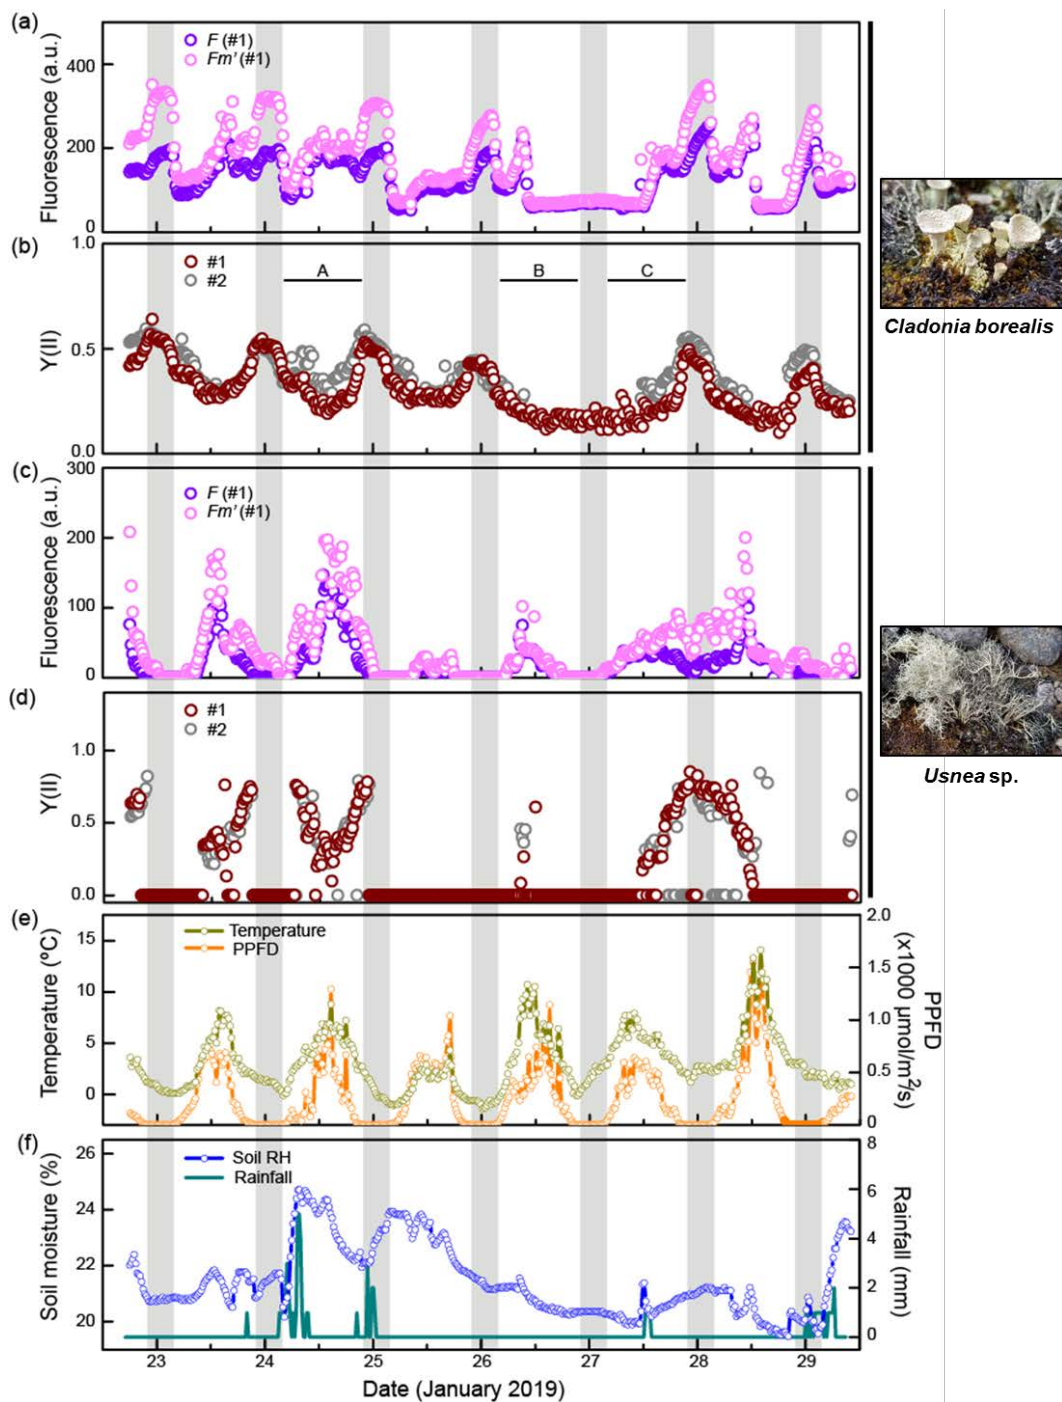 (a)
Fluorescence (a.u.)
400
200
0
F (#1)
Fm' (#1)
(b)
Y(II)
1.0
0.5
0.0
#1
#2
A
B
C
Cladonia borealis
(c)
Fluorescence (a.u.)
300
200
100
0
F (#1)
Fm' (#1)
(d)
Y(II)
1.0
0.5
0.0
#1
#2
Usnea sp.
(e)
Temperature (ºC)
15
10
5
0
Temperature
PPFD
2.0
1.5
1.0
0.5
0
PPFD
(x1000 µmol/m²s)
(f)
Soil moisture (%)
26
24
22
20
Soil RH
Rainfall
8
6
4
2
0
Rainfall (mm)
23 24 25 26 27 28 29
Date (January 2019)